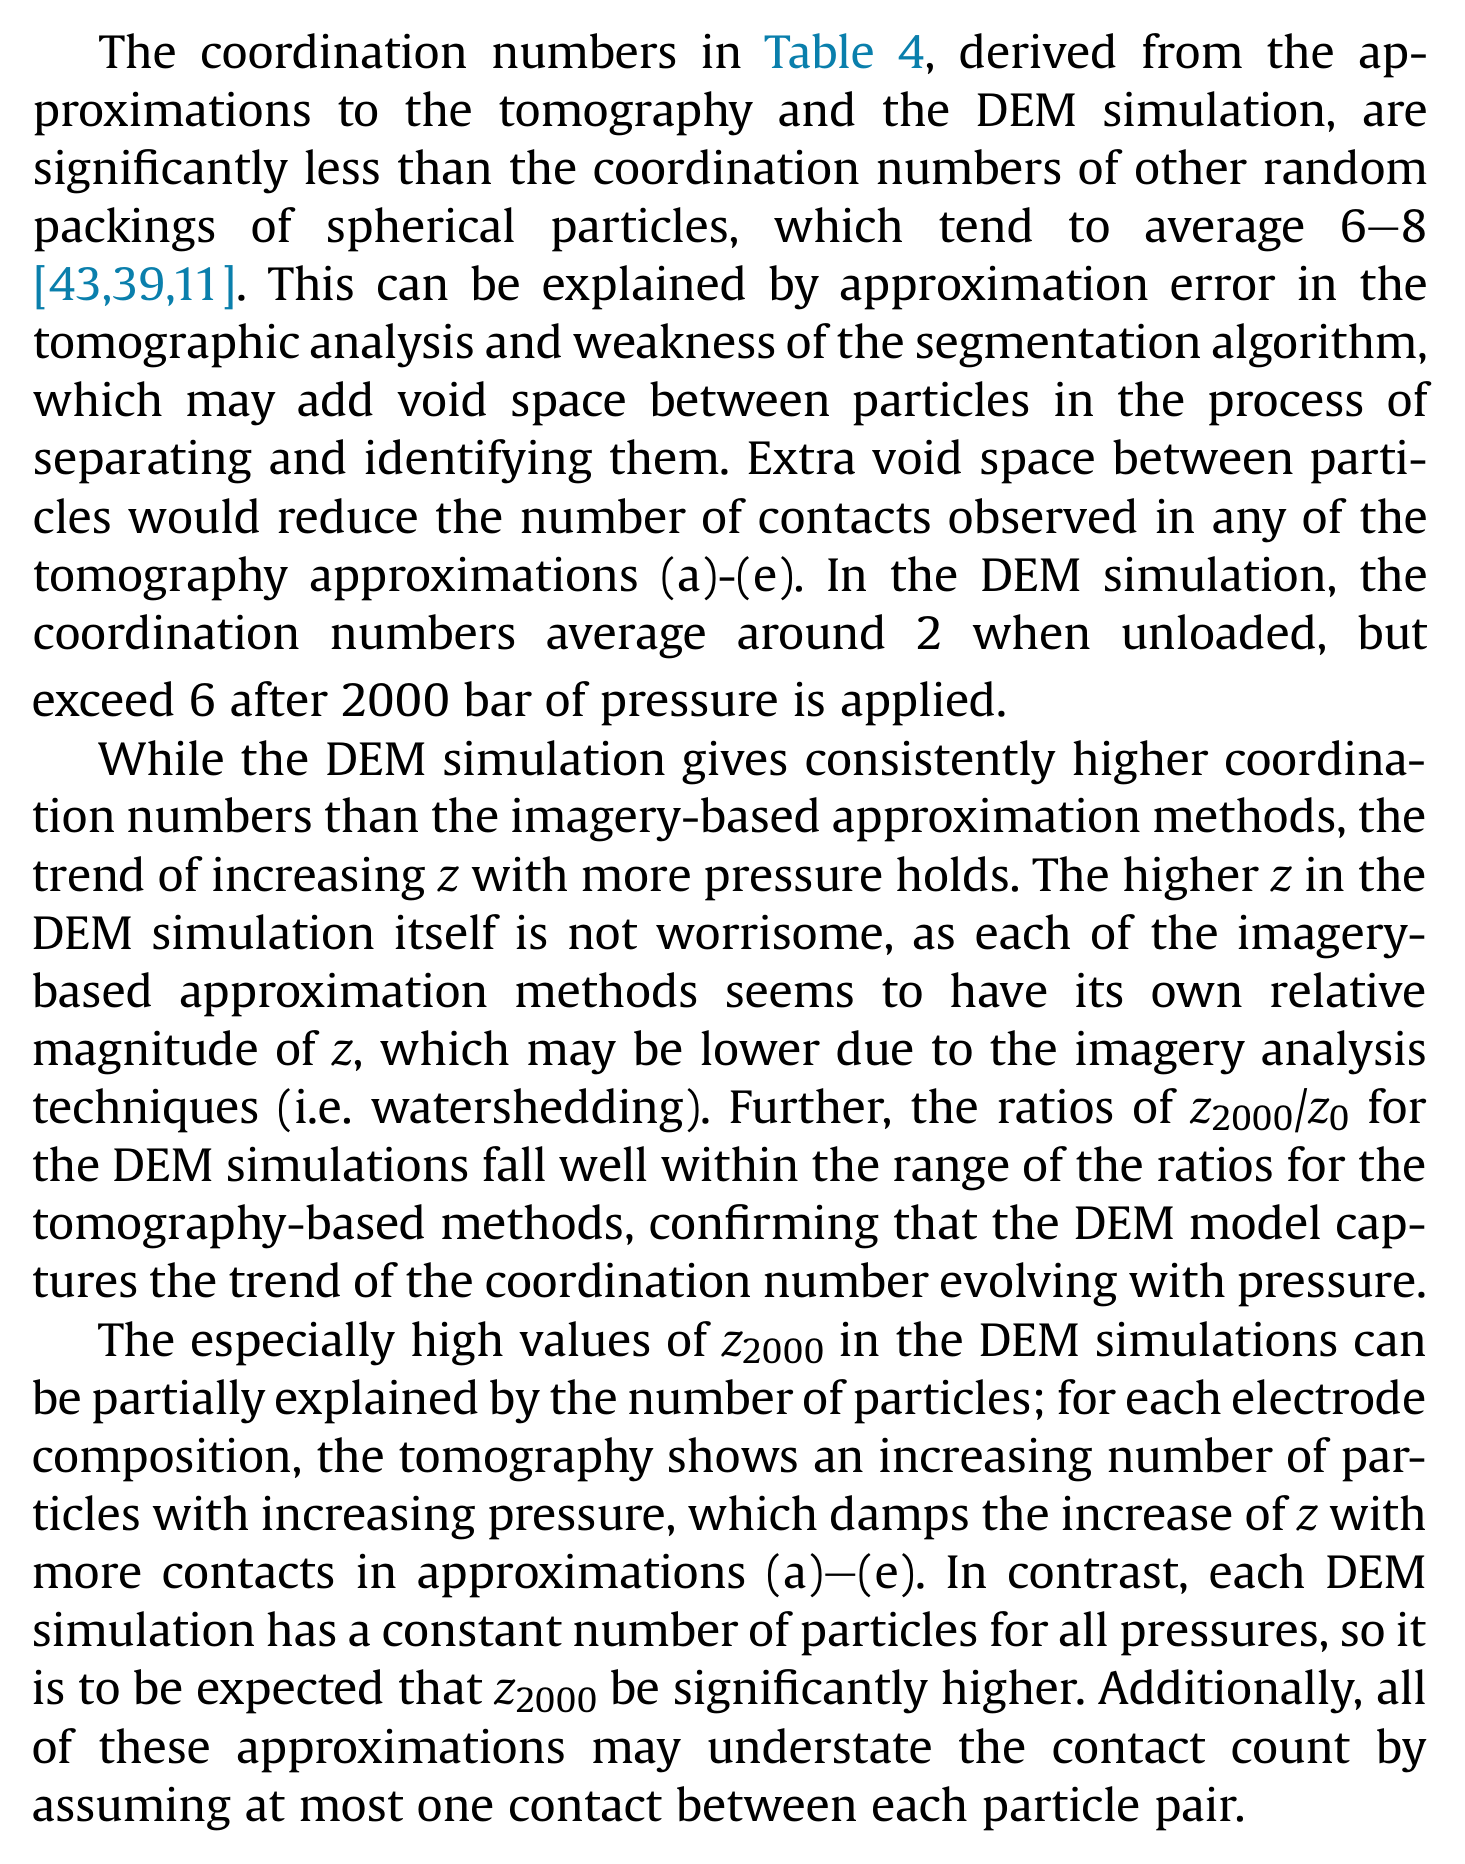 The coordination numbers in Table 4, derived from the ap-
proximations to the tomography and the DEM simulation, are
significantly less than the coordination numbers of other random
packings of spherical particles, which tend to average 6–8
[43,39,11]. This can be explained by approximation error in the
tomographic analysis and weakness of the segmentation algorithm,
which may add void space between particles in the process of
separating and identifying them. Extra void space between parti-
cles would reduce the number of contacts observed in any of the
tomography approximations (a)-(e). In the DEM simulation, the
coordination numbers average around 2 when unloaded, but
exceed 6 after 2000 bar of pressure is applied.
While the DEM simulation gives consistently higher coordina-
tion numbers than the imagery-based approximation methods, the
trend of increasing z with more pressure holds. The higher z in the
DEM simulation itself is not worrisome, as each of the imagery-
based approximation methods seems to have its own relative
magnitude of z, which may be lower due to the imagery analysis
techniques (i.e. watershedding). Further, the ratios of z2000/z0 for
the DEM simulations fall well within the range of the ratios for the
tomography-based methods, confirming that the DEM model cap-
tures the trend of the coordination number evolving with pressure.
The especially high values of z2000 in the DEM simulations can
be partially explained by the number of particles; for each electrode
composition, the tomography shows an increasing number of par-
ticles with increasing pressure, which damps the increase of z with
more contacts in approximations (a)–(e). In contrast, each DEM
simulation has a constant number of particles for all pressures, so it
is to be expected that z2000 be significantly higher. Additionally, all
of these approximations may understate the contact count by
assuming at most one contact between each particle pair.